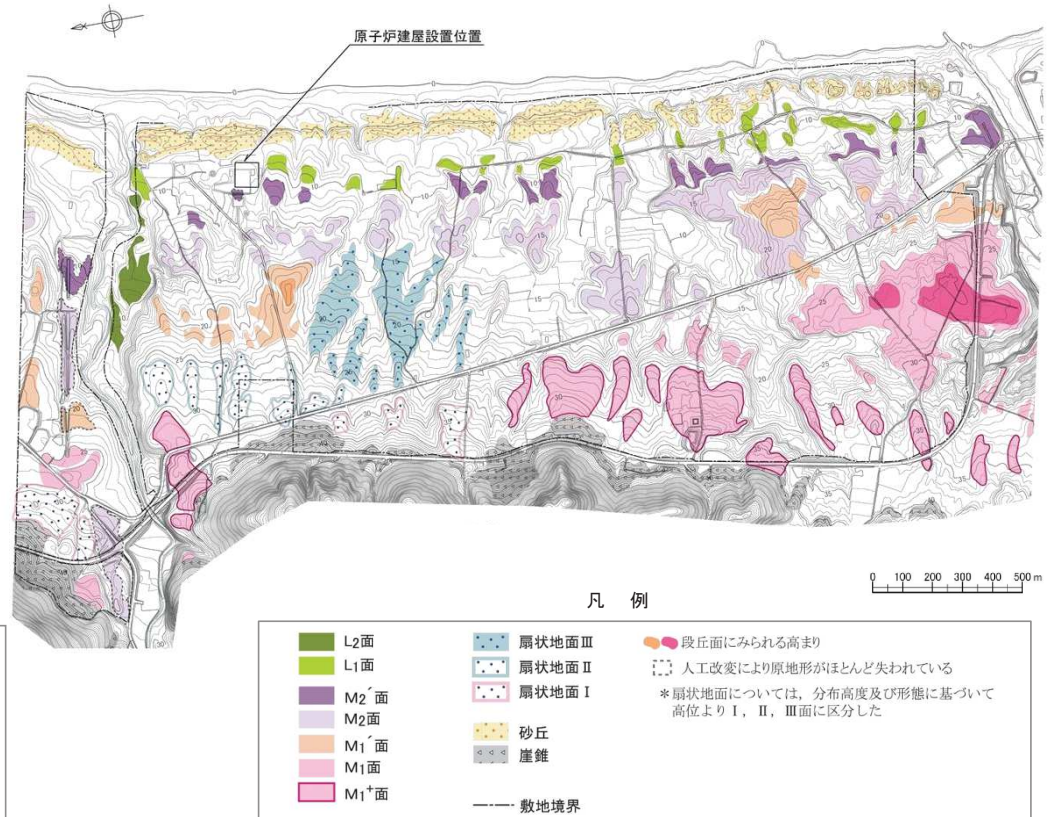 原子炉建屋設置位置
0 100 200 300 400 500 m
凡 例
L2面
L1面
M2´面
M2面
M1´面
M1面
M1+面
扇状地面Ⅲ
扇状地面Ⅱ
扇状地面Ⅰ
砂丘
崖錐
敷地境界
段丘面にみられる高まり
人工改変により原地形がほとんど失われている
*扇状地面については，分布高度及び形態に基づいて
高位よりⅠ，Ⅱ，Ⅲ面に区分した